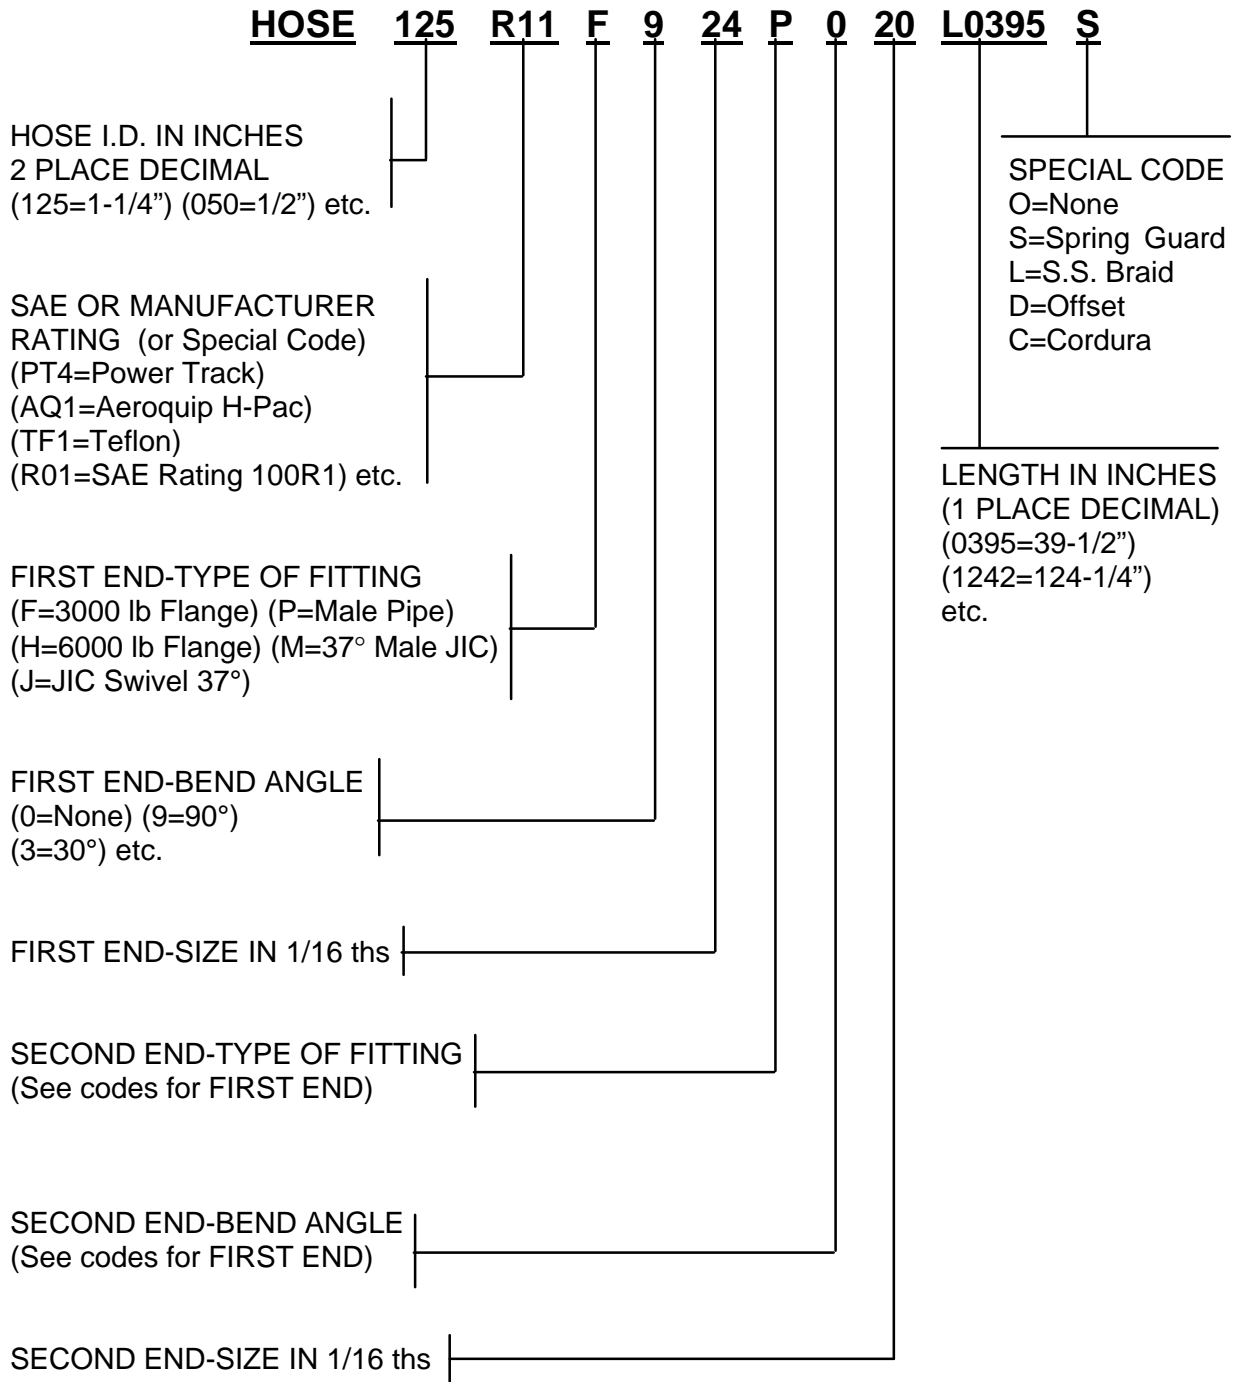 HOSE 125 R11 F 9 24 P 0 20 L0395 S
HOSE I.D. IN INCHES
2 PLACE DECIMAL
(125=1-1/4”) (050=1/2”) etc.
SPECIAL CODE
O=None
S=Spring Guard
L=S.S. Braid
D=Offset
C=Cordura
SAE OR MANUFACTURER
RATING (or Special Code)
(PT4=Power Track)
(AQ1=Aeroquip H-Pac)
(TF1=Teflon)
(R01=SAE Rating 100R1) etc.
LENGTH IN INCHES
(1 PLACE DECIMAL)
(0395=39-1/2”)
(1242=124-1/4”)
etc.
FIRST END-TYPE OF FITTING
(F=3000 lb Flange) (P=Male Pipe)
(H=6000 lb Flange) (M=37° Male JIC)
(J=JIC Swivel 37°)
FIRST END-BEND ANGLE
(0=None) (9=90°)
(3=30°) etc.
FIRST END-SIZE IN 1/16 ths
SECOND END-TYPE OF FITTING
(See codes for FIRST END)
SECOND END-BEND ANGLE
(See codes for FIRST END)
SECOND END-SIZE IN 1/16 ths